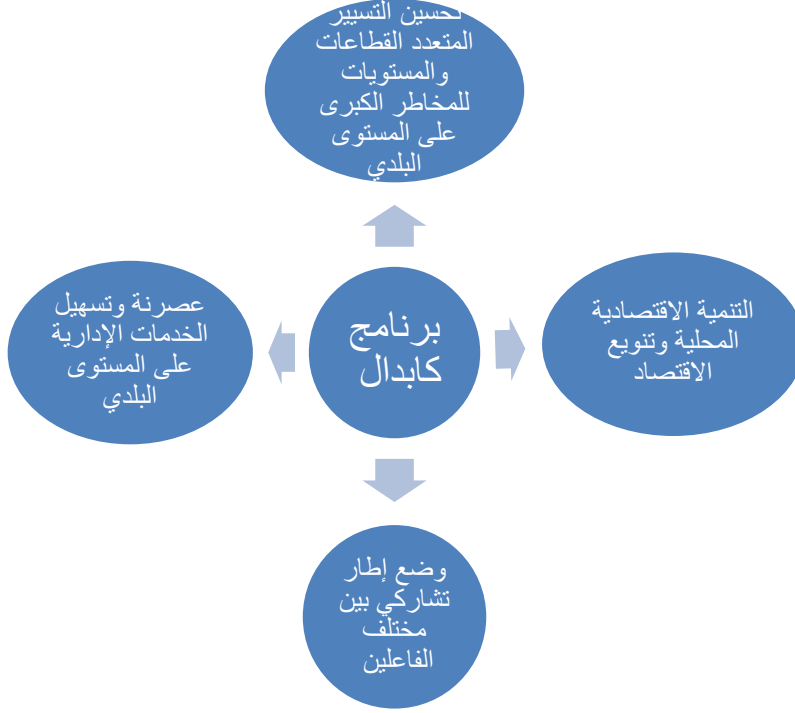 تحسين التسيير
المتعدد القطاعات
والمستويات
للمخاطر الكبرى
على المستوى
البلدي
برنامج
كابدال
التنمية الاقتصادية
المحلية وتنويع
الاقتصاد
عصرنة وتسهيل
الخدمات الإدارية
على المستوى
البلدي
وضع إطار
تشاركي بين
مختلف
الفاعلين